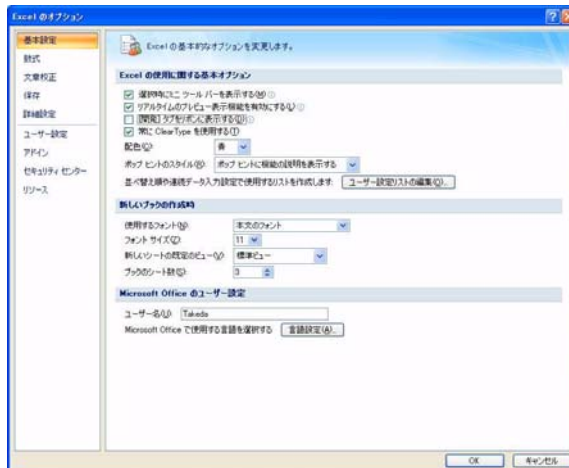 Excel のオプション
基本設定
数式
文章校正
保存
詳細設定
ユーザー設定
アドイン
セキュリティ センター
リソース
Excel の基本的なオプションを変更します。
Excel の使用に関する基本オプション
選択時にミニ ツール バーを表示する(M)
リアルタイムのプレビュー表示機能を有効にする(L)
[開発] タブをリボンに表示する(D)
常に ClearType を使用する(T)
配色(C): 青
ポップ ヒントのスタイル(R): ポップ ヒントに機能の説明を表示する
並べ替え順や連続データ入力設定で使用するリストを作成します: ユーザー設定リストの編集(O)...
新しいブックの作成時
使用するフォント(N): 本文のフォント
フォント サイズ(Z): 11
新しいシートの既定のビュー(V): 標準ビュー
ブックのシート数(S): 3
Microsoft Office のユーザー設定
ユーザー名(U): Takeda
Microsoft Office で使用する言語を選択する 言語設定(A)...
OK
キャンセル